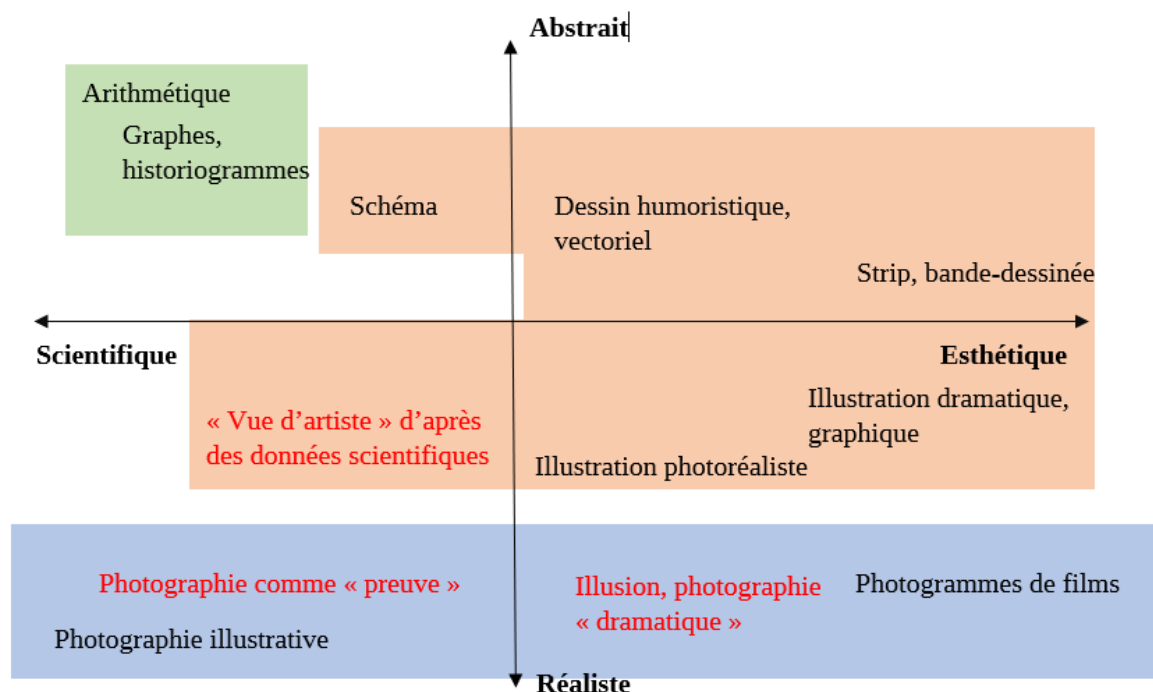 Abstrait
Arithmétique
Graphes,
historiogrammes
Schéma
Dessin humoristique,
vectoriel
Strip, bande-dessinée
Scientifique
Esthétique
Illustration dramatique,
graphique
« Vue d’artiste » d’après
des données scientifiques
Illustration photoréaliste
Photographie comme « preuve »
Illusion, photographie
« dramatique »
Photogrammes de films
Photographie illustrative
Réaliste